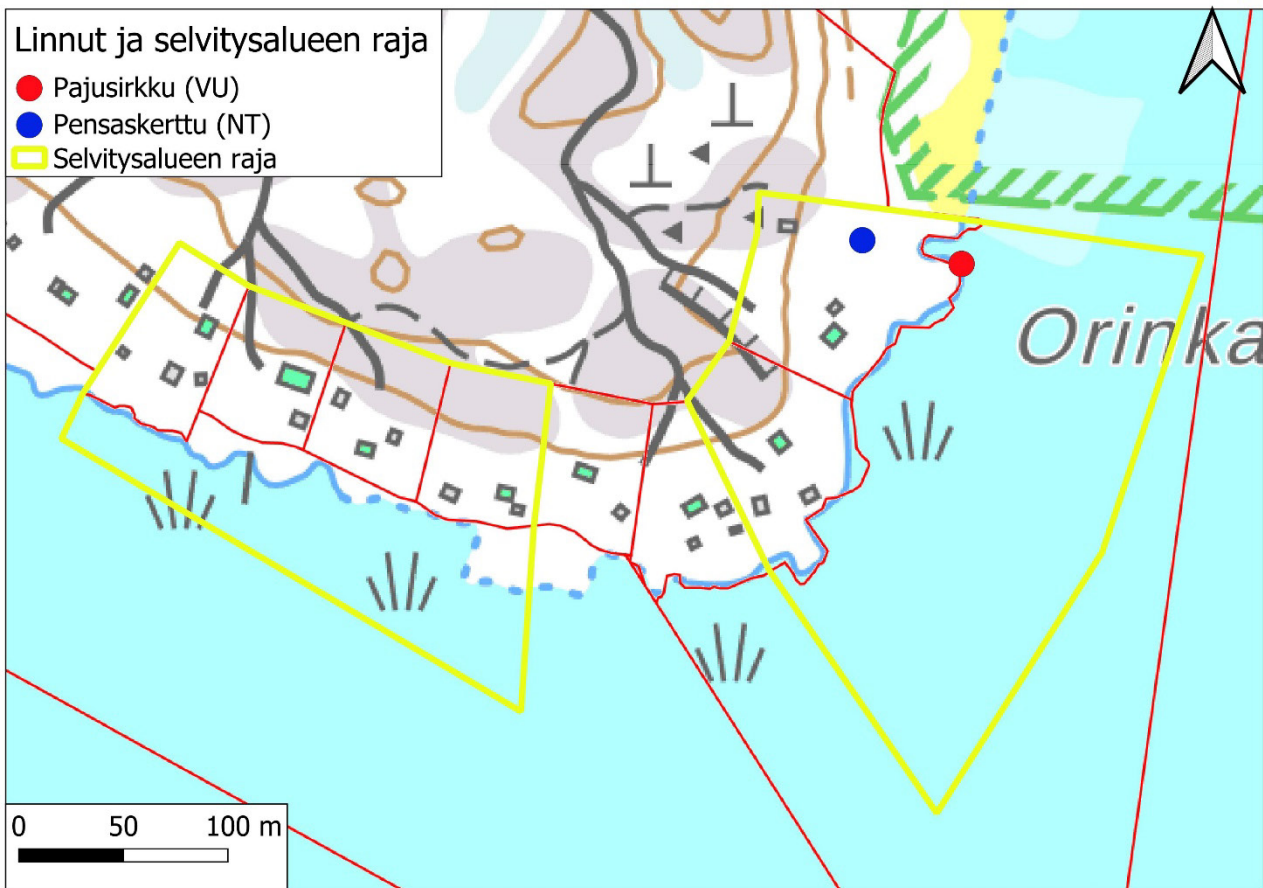 Linnut ja selvitysalueen raja
Pajusirkku (VU)
Pensaskerttu (NT)
Selvitysalueen raja
Orinka
0 50 100 m